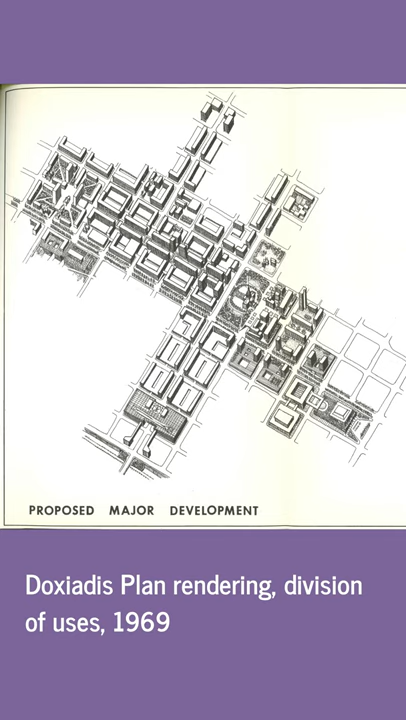 PROPOSED MAJOR DEVELOPMENT
Doxiadis Plan rendering, division
of uses, 1969